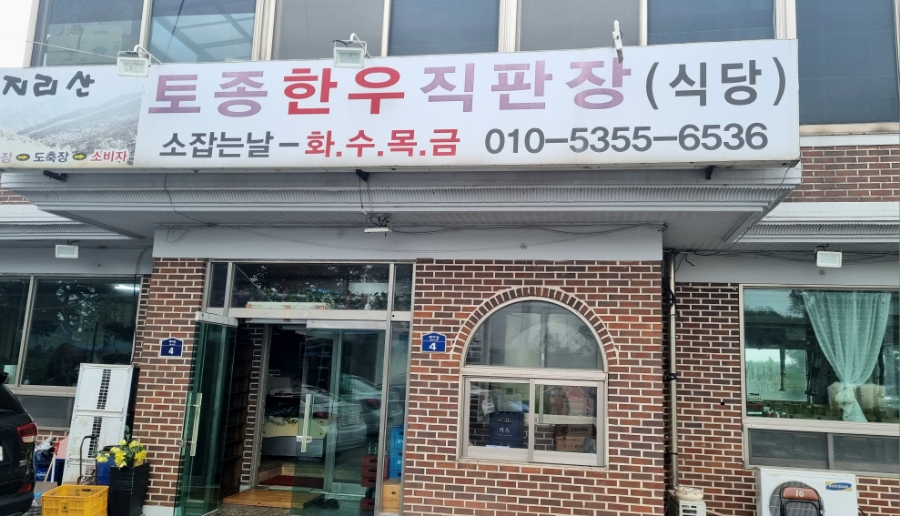 지리산
토종한우직판장(식당)
소잡는날-화.수.목.금 010-5355-6536
장 도축장 소비자
4
4
SAMSUNG